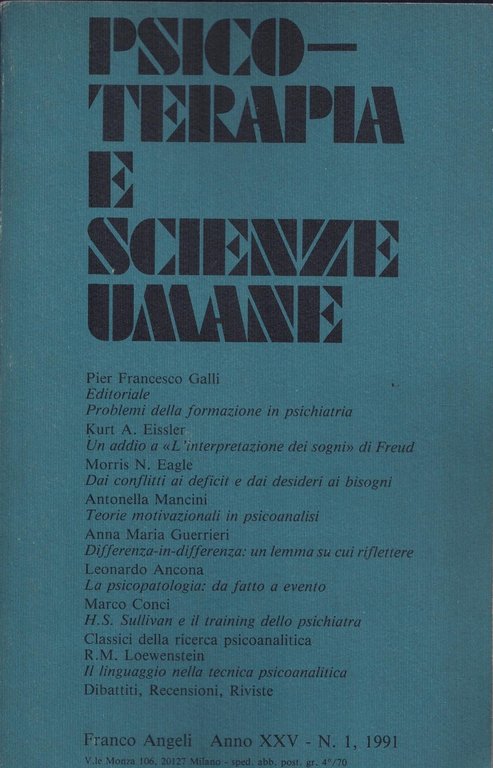 PSICO-
TERAPIA
E
SCIENZE
UMANE
Pier Francesco Galli
Editoriale
Problemi della formazione in psichiatria
Kurt A. Eissler
Un addio a «L'interpretazione dei sogni» di Freud
Morris N. Eagle
Dai conflitti ai deficit e dai desideri ai bisogni
Antonella Mancini
Teorie motivazionali in psicoanalisi
Anna Maria Guerrieri
Differenza-in-differenza: un lemma su cui riflettere
Leonardo Ancona
La psicopatologia: da fatto a evento
Marco Conci
H.S. Sullivan e il training dello psichiatra
Classici della ricerca psicoanalitica
R.M. Loewenstein
Il linguaggio nella tecnica psicoanalitica
Dibattiti, Recensioni, Riviste
Franco Angeli Anno XXV - N. 1, 1991
V.le Monza 106, 20127 Milano - sped. abb. post. gr. 4°/70